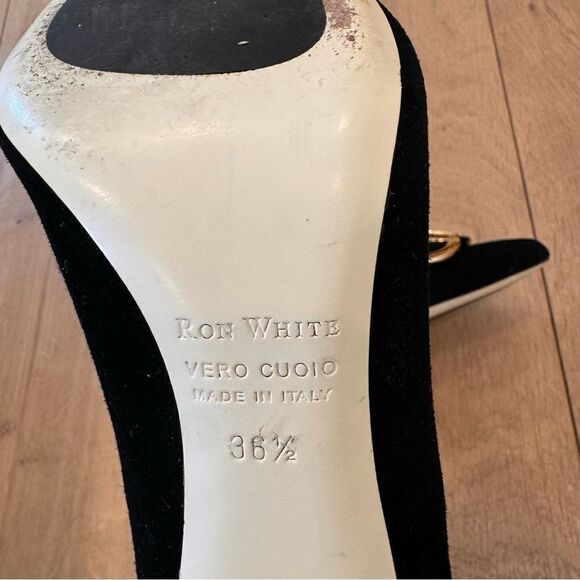 RON WHITE
VERO CUOIO
MADE IN ITALY
36½